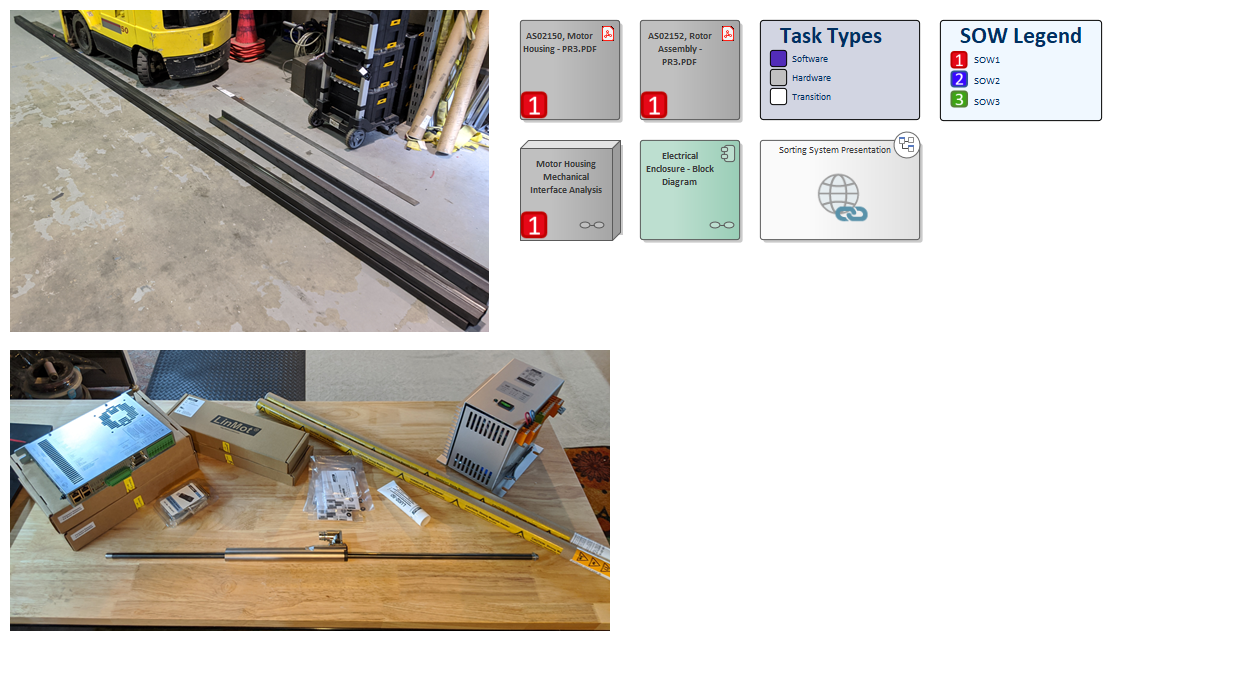 AS02150, Motor
Housing - PR3.PDF
1
AS02152, Rotor
Assembly -
PR3.PDF
1
Task Types
Software
Hardware
Transition
SOW Legend
1 SOW1
2 SOW2
3 SOW3
Motor Housing
Mechanical
Interface Analysis
1
Electrical
Enclosure - Block
Diagram
Sorting System Presentation
LinMot